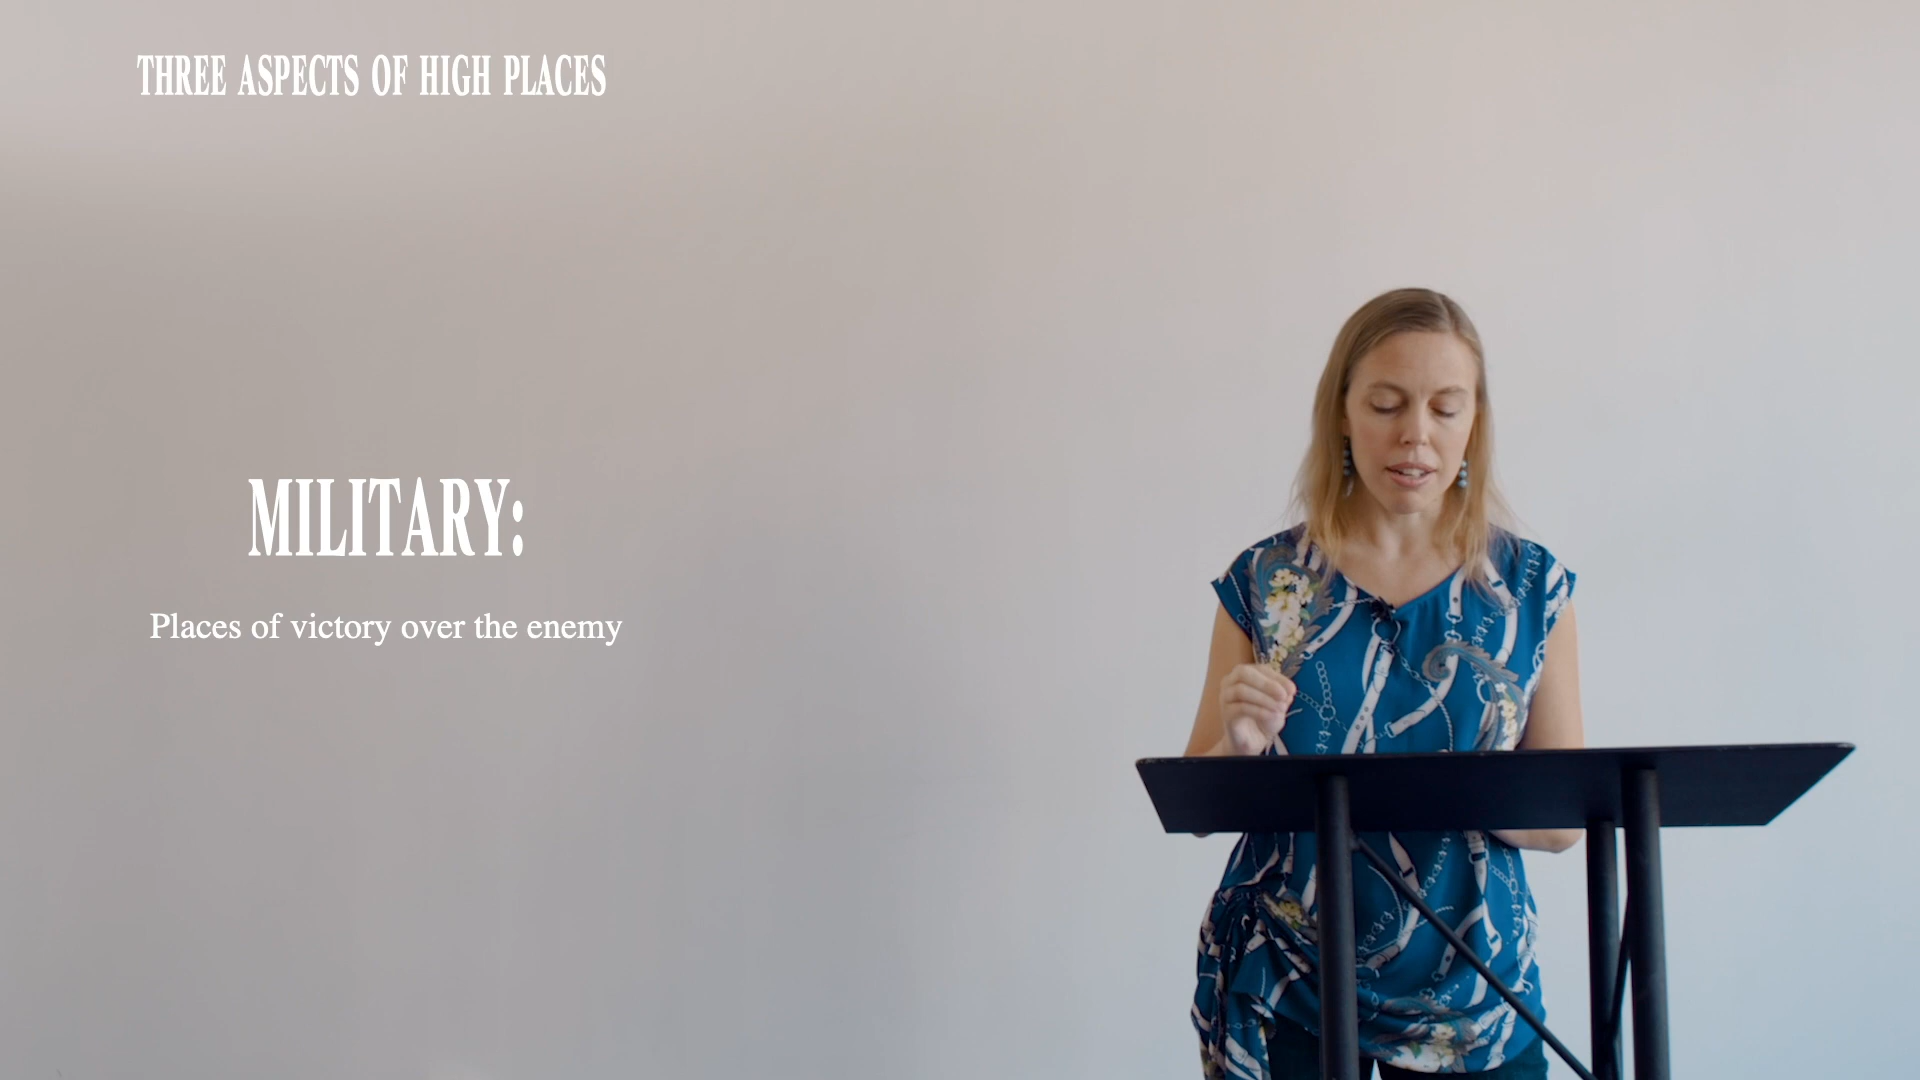 THREE ASPECTS OF HIGH PLACES
MILITARY:
Places of victory over the enemy